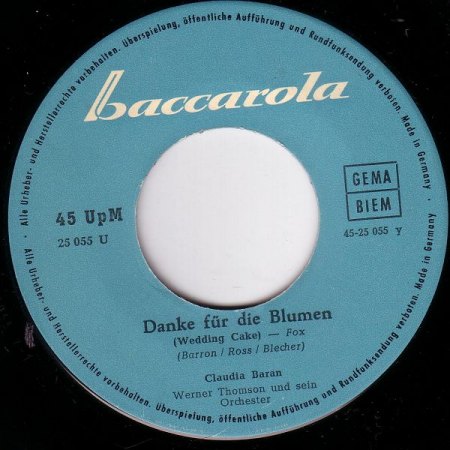 Alle Urheber- und Herstellerrechte vorbehalten. Überspielung, öffentliche Aufführung und Rundfunksendung verboten. Made in Germany
baccarola
45 UpM
25 055 U
GEMA
BIEM
45-25 055 y
Danke für die Blumen
(Wedding Cake) — Fox
(Barron / Ross / Blecher)
Claudia Baran
Werner Thomson und sein
Orchester
Alle Urheber- und Herstellerrechte vorbehalten. Überspielung, öffentliche Aufführung und Rundfunksendung verboten. Made in Germany